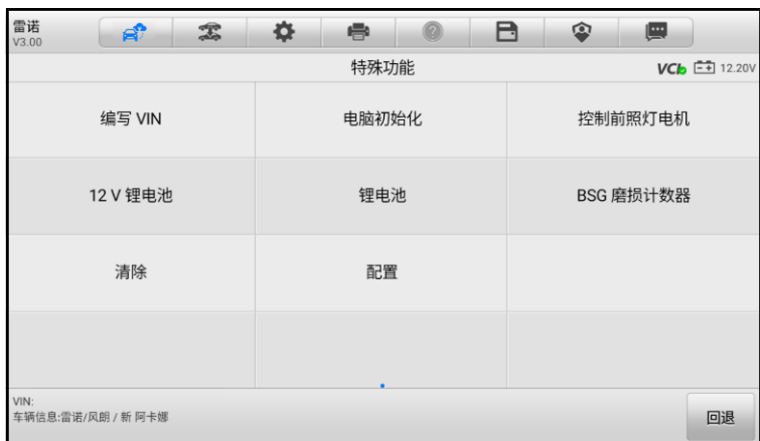 雷诺
V3.00
特殊功能
VCb 12.20V
编写 VIN 电脑初始化 控制前照灯电机
12 V 锂电池 锂电池 BSG 磨损计数器
清除 配置
VIN:
车辆信息:雷诺/风朗 / 新 阿卡娜
回退